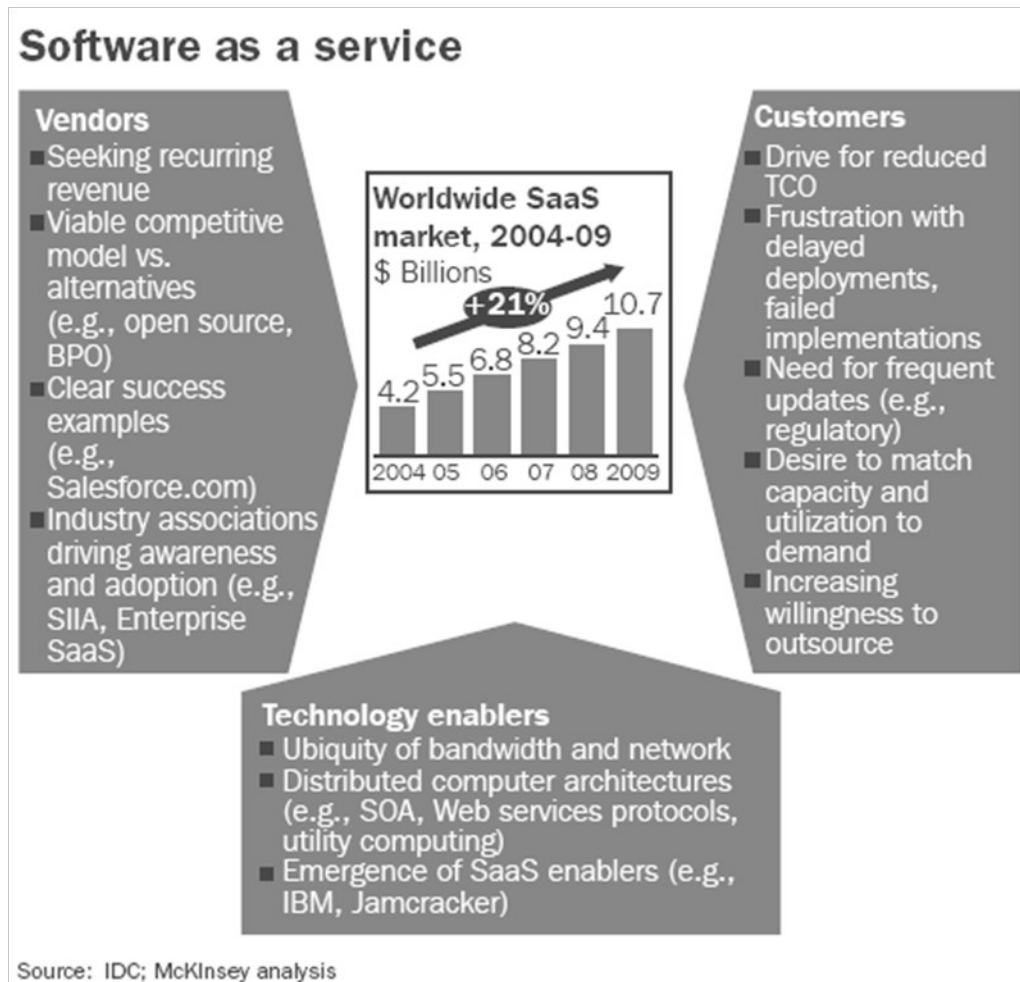 Software as a service
Vendors
■Seeking recurring
revenue
■Viable competitive
model vs.
alternatives
(e.g., open source,
BPO)
■Clear success
examples
(e.g.,
Salesforce.com)
■Industry associations
driving awareness
and adoption (e.g.,
SIIA, Enterprise
SaaS)
Worldwide SaaS
market, 2004-09
$ Billions
+21%
4.2 5.5 6.8 8.2 9.4 10.7
2004 05 06 07 08 2009
Customers
■Drive for reduced
TCO
■Frustration with
delayed
deployments,
failed
implementations
■Need for frequent
updates (e.g.,
regulatory)
■Desire to match
capacity and
utilization to
demand
■Increasing
willingness to
outsource
Technology enablers
■ Ubiquity of bandwidth and network
■ Distributed computer architectures
(e.g., SOA, Web services protocols,
utility computing)
■ Emergence of SaaS enablers (e.g.,
IBM, Jamcracker)
Source: IDC; McKInsey analysis